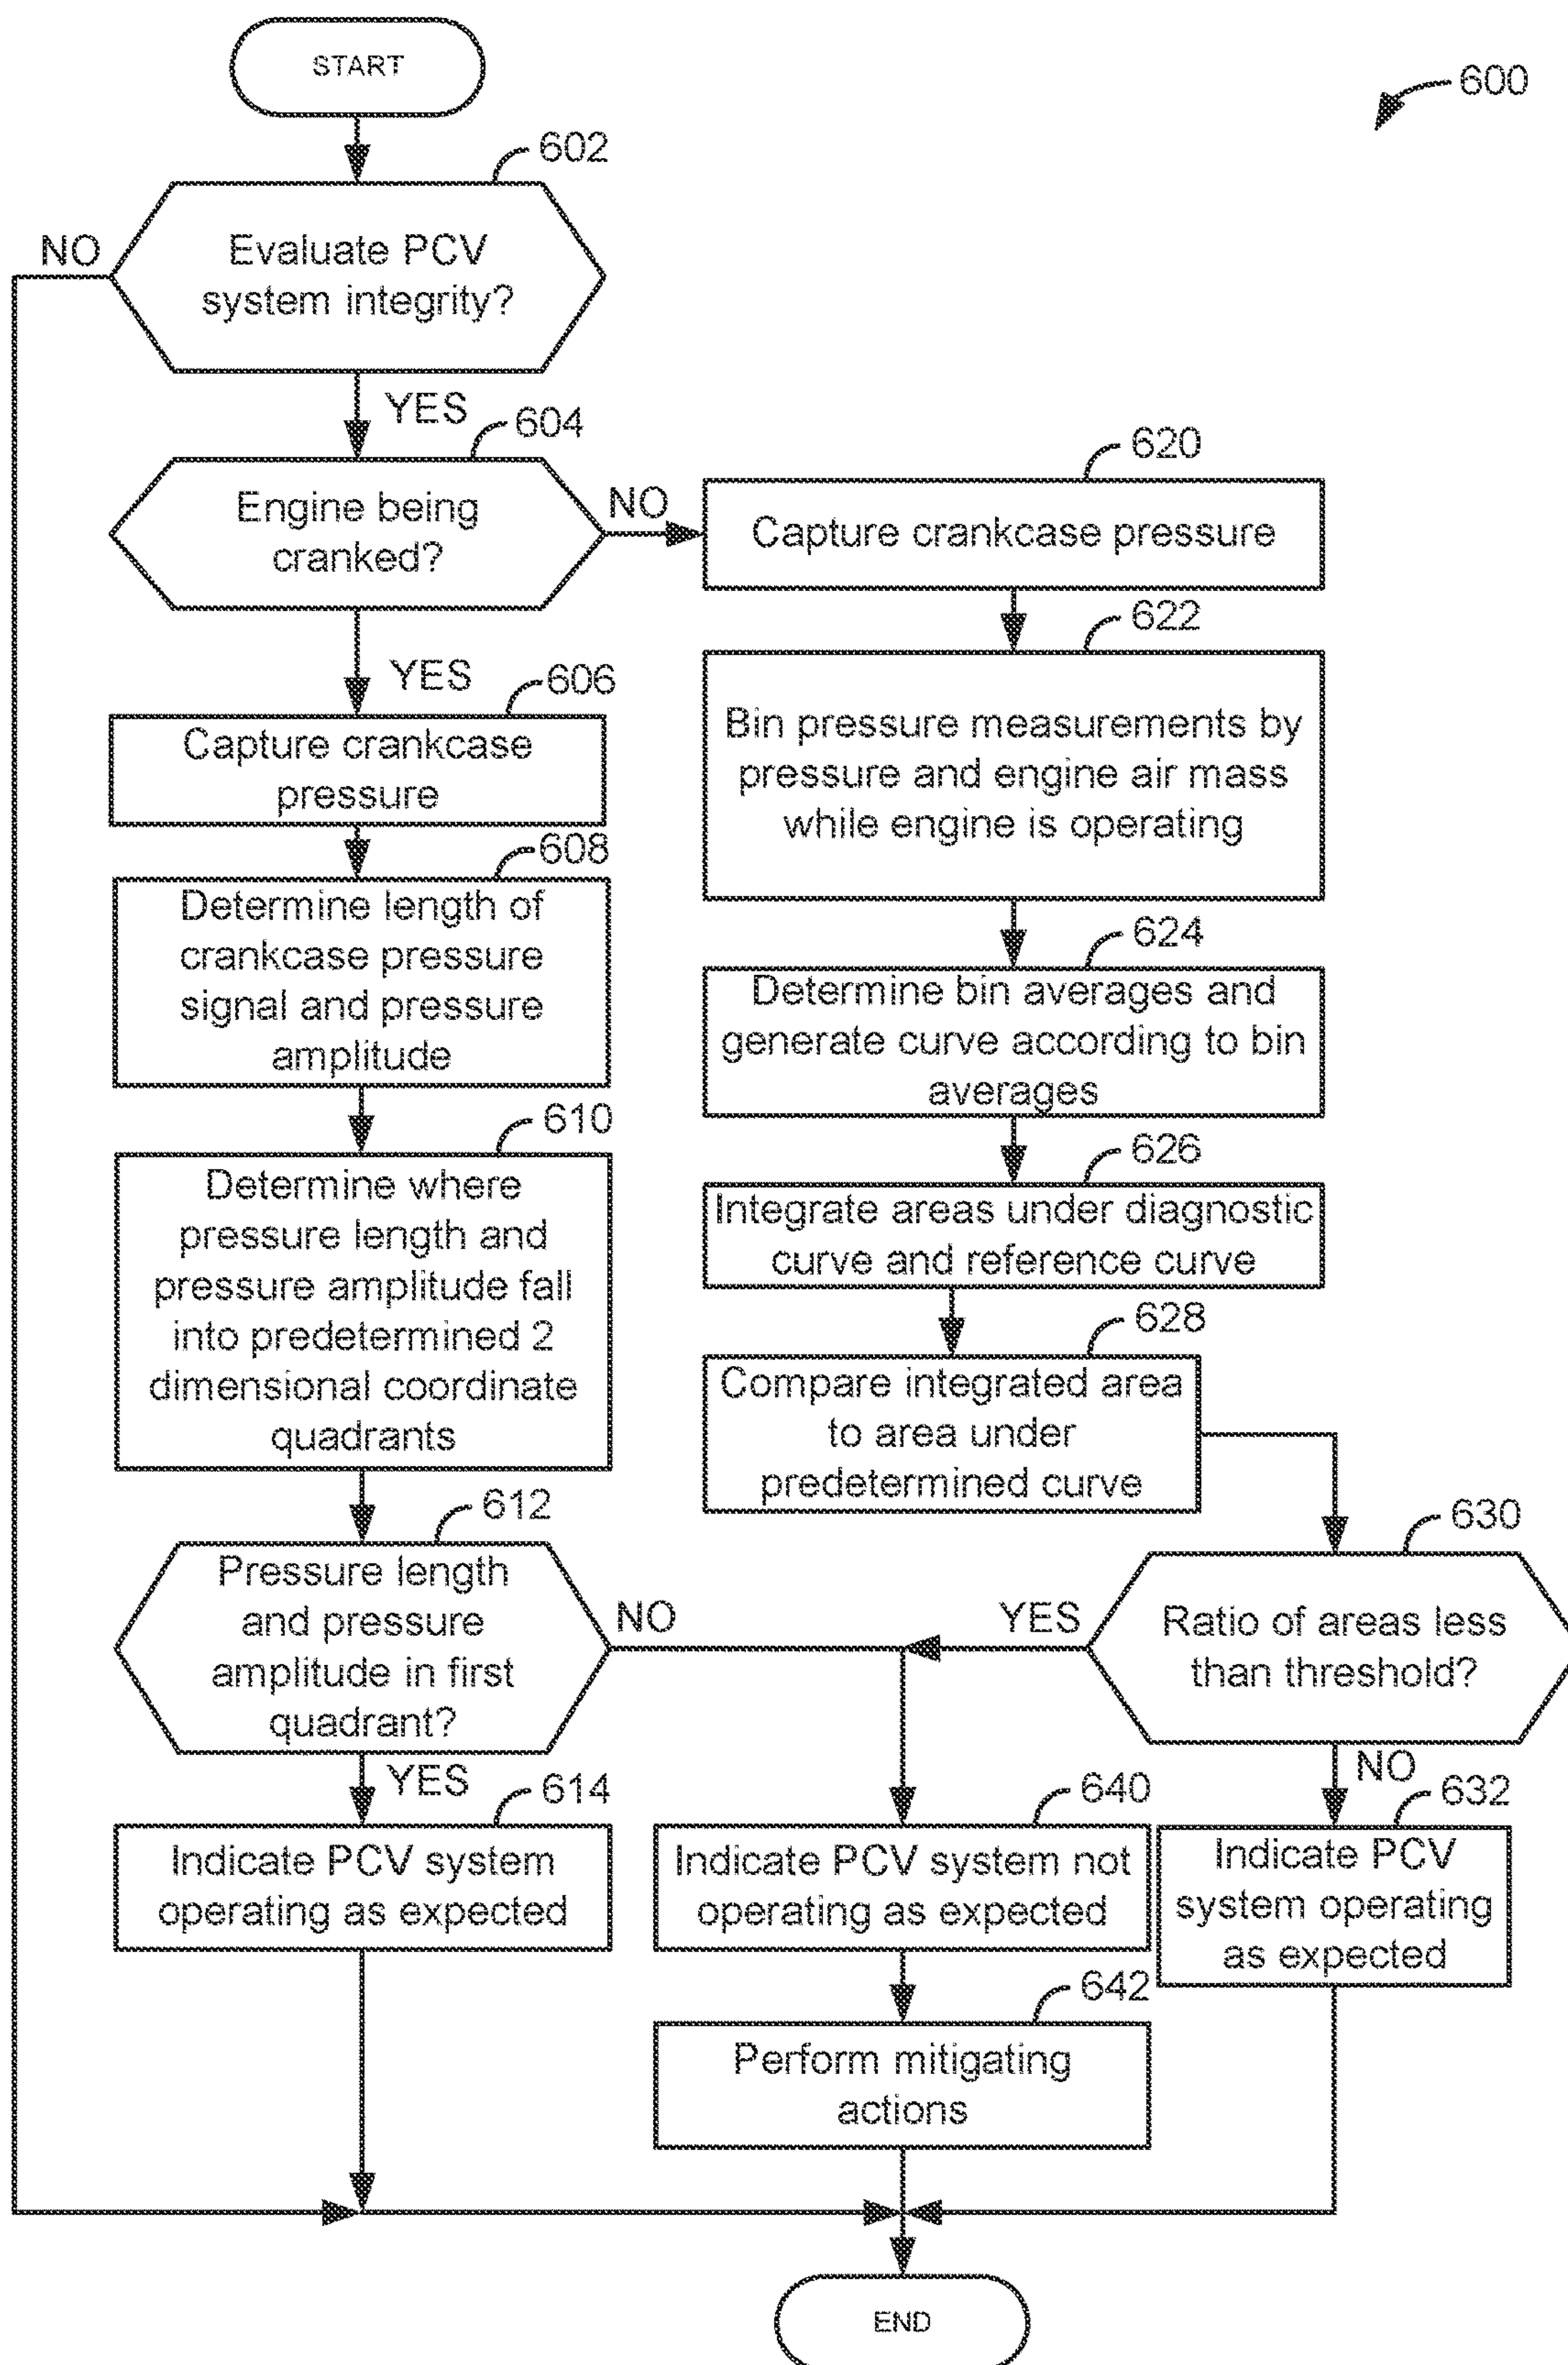 START
600
602
Evaluate PCV
system integrity?
NO
YES
604
Engine being
cranked?
NO
620
Capture crankcase pressure
622
Bin pressure measurements by
pressure and engine air mass
while engine is operating
YES
606
Capture crankcase
pressure
608
Determine length of
crankcase pressure
signal and pressure
amplitude
624
Determine bin averages and
generate curve according to bin
averages
610
Determine where
pressure length and
pressure amplitude fall
into predetermined 2
dimensional coordinate
quadrants
626
Integrate areas under diagnostic
curve and reference curve
628
Compare integrated area
to area under
predetermined curve
612
Pressure length
and pressure
amplitude in first
quadrant?
NO
630
Ratio of areas less
than threshold?
YES
YES
614
Indicate PCV system
operating as expected
640
Indicate PCV system not
operating as expected
NO
632
Indicate PCV
system operating
as expected
642
Perform mitigating
actions
END